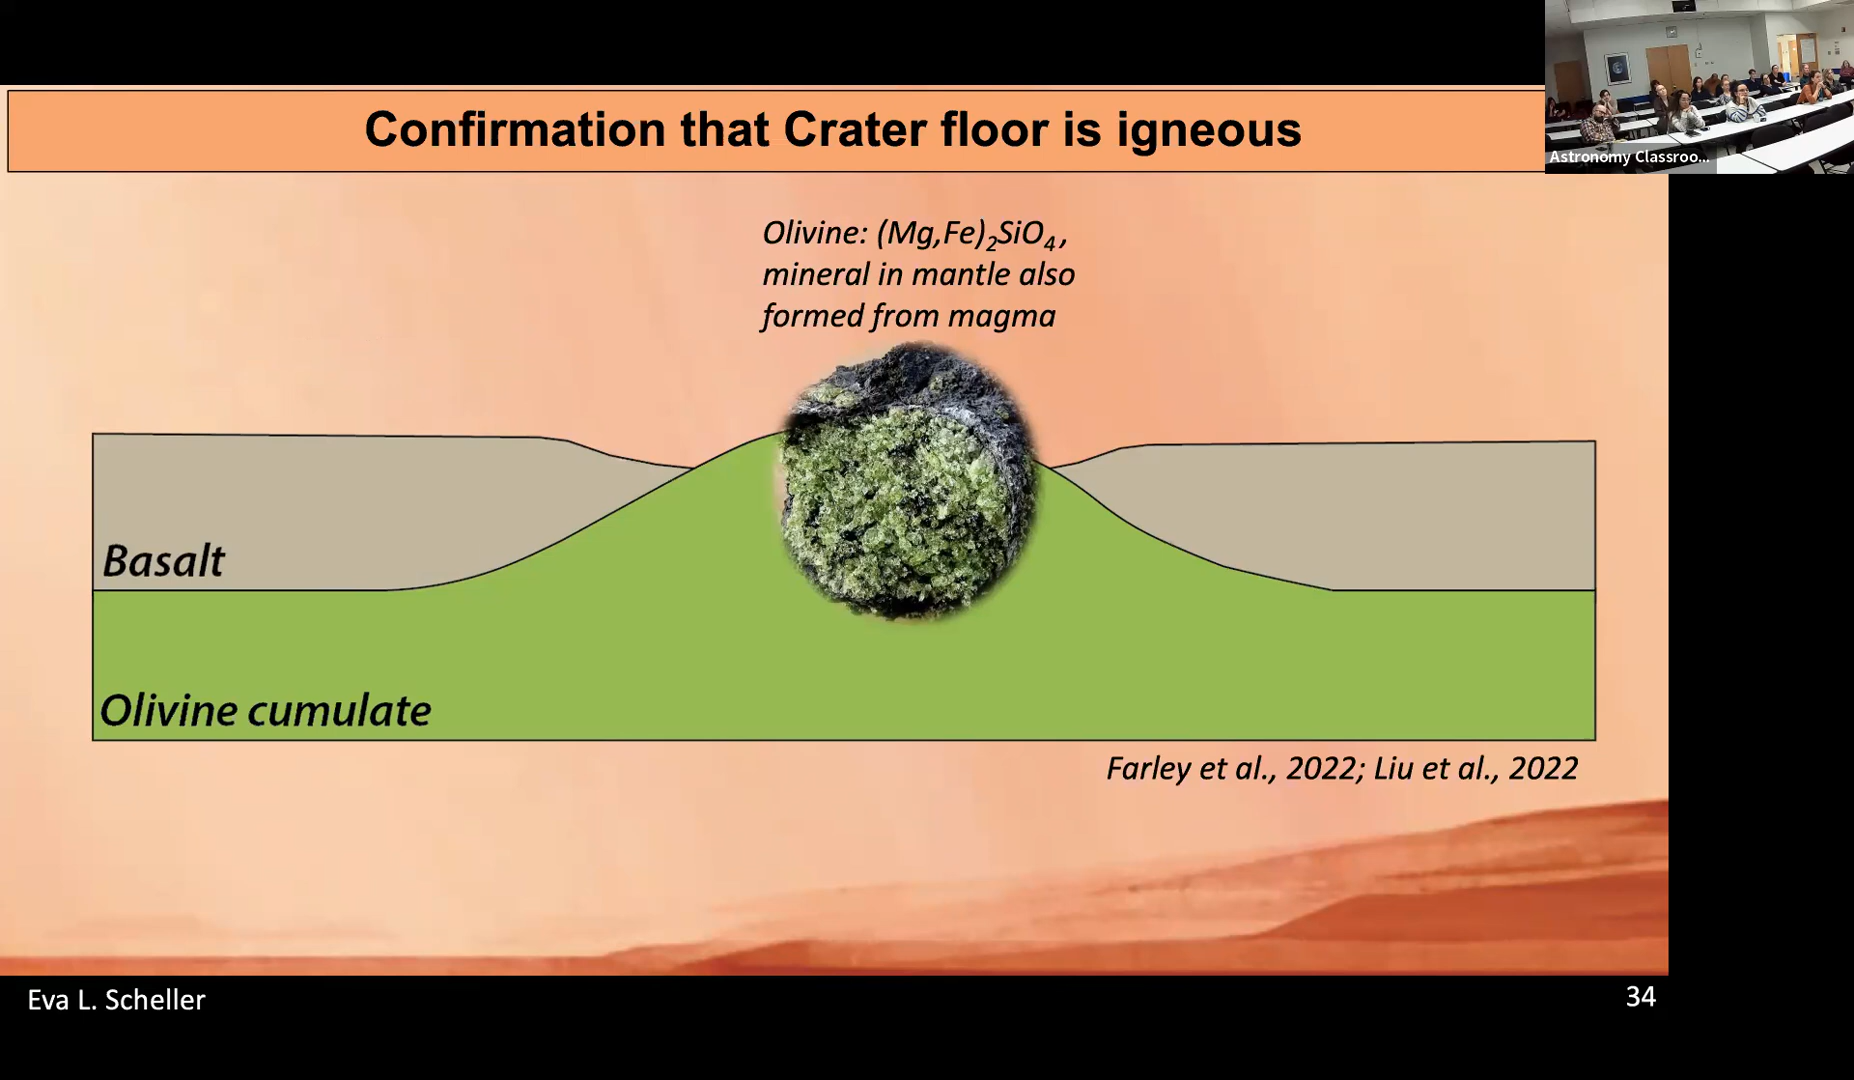 Confirmation that Crater floor is igneous
Astronomy Classroo...
Olivine: (Mg,Fe)₂SiO₄,
mineral in mantle also
formed from magma
Basalt
Olivine cumulate
Farley et al., 2022; Liu et al., 2022
Eva L. Scheller
34